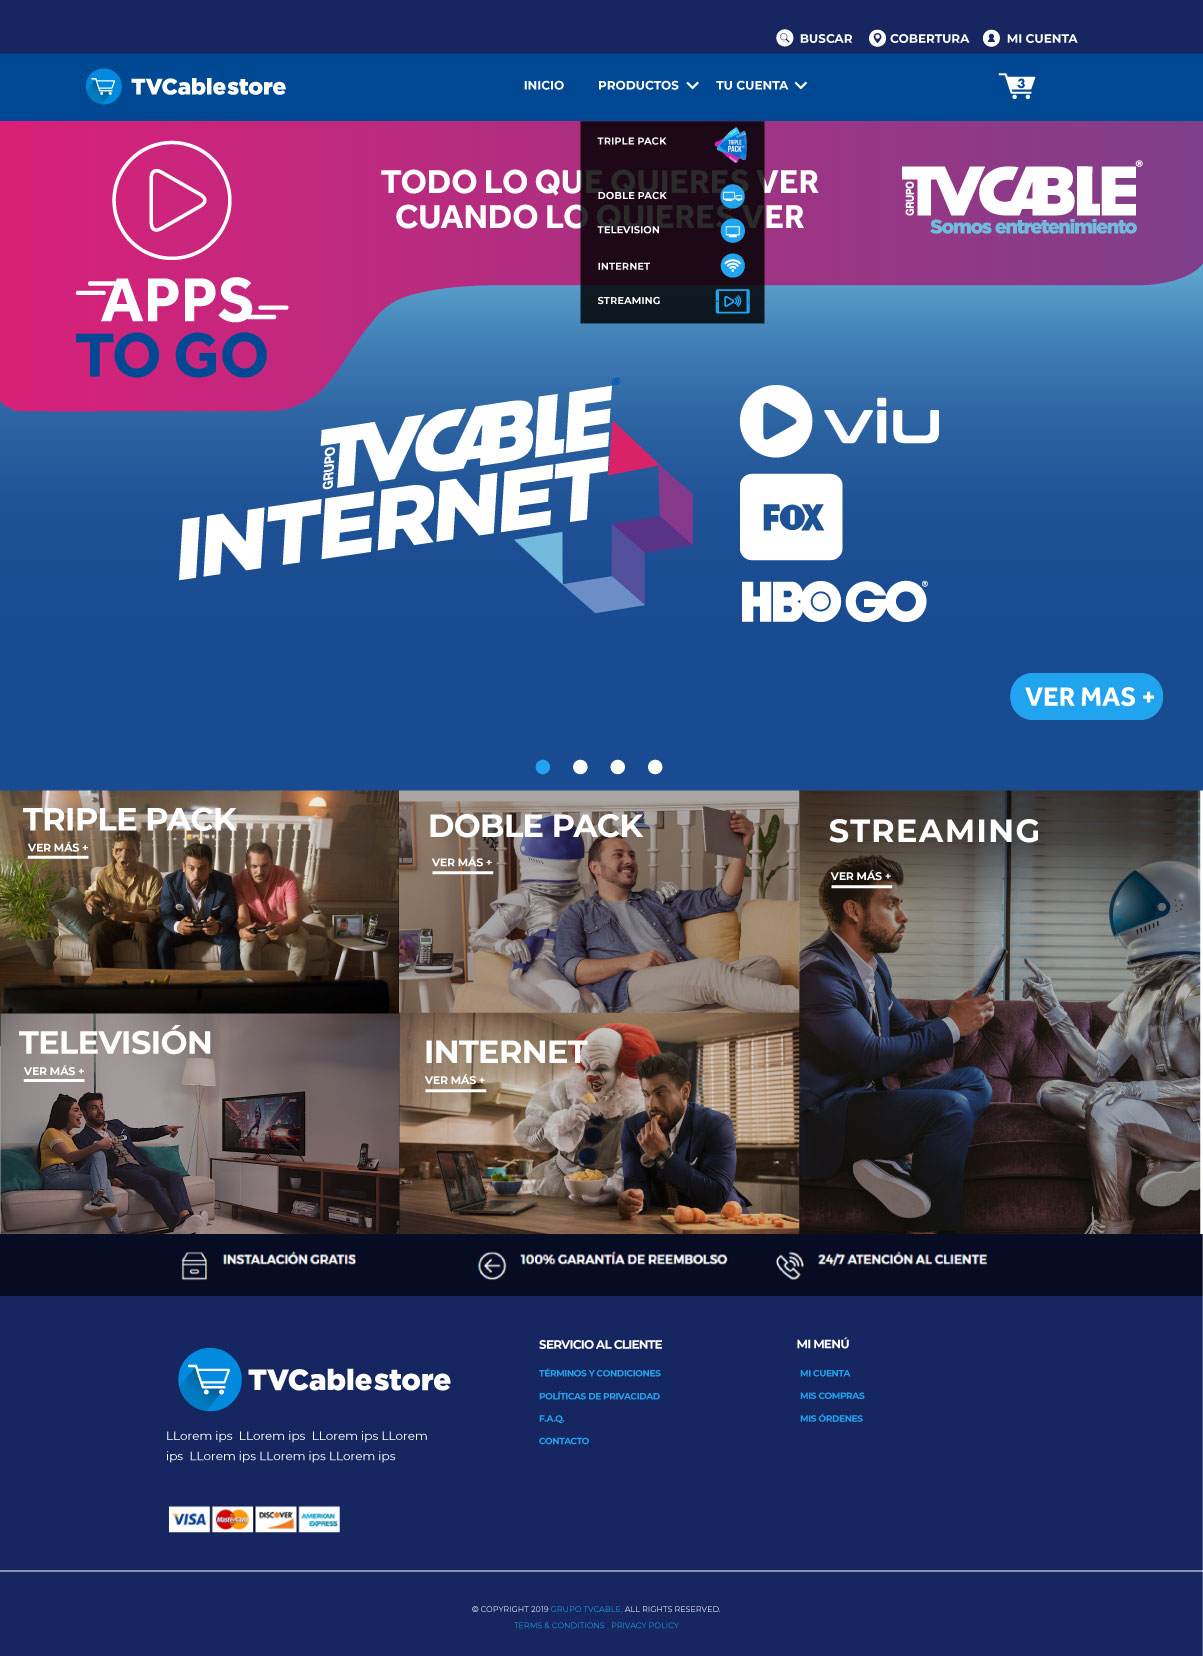 BUSCAR COBERTURA MI CUENTA
TVCablestore INICIO PRODUCTOS TU CUENTA 3
TRIPLE PACK TRIPLE PACK
DOBLE PACK
TELEVISION
INTERNET
STREAMING
TODO LO QUE QUIERES VER
CUANDO LO QUIERES VER
GRUPO TVCABLE®
Somos entretenimiento
APPS
TO GO
GRUPO TVCABLE®
INTERNET
viu
FOX
HBO GO®
VER MAS +
TRIPLE PACK
VER MÁS +
DOBLE PACK
VER MÁS +
STREAMING
VER MÁS +
TELEVISIÓN
VER MÁS +
INTERNET
VER MÁS +
INSTALACIÓN GRATIS
100% GARANTÍA DE REEMBOLSO
24/7 ATENCIÓN AL CLIENTE
TVCablestore
LLorem ips LLorem ips LLorem ips LLorem
ips LLorem ips LLorem ips LLorem ips
VISA MasterCard DISCOVER AMERICAN EXPRESS
SERVICIO AL CLIENTE
TÉRMINOS Y CONDICIONES
POLÍTICAS DE PRIVACIDAD
F.A.Q.
CONTACTO
MI MENÚ
MI CUENTA
MIS COMPRAS
MIS ÓRDENES
© COPYRIGHT 2019 GRUPO TVCABLE. ALL RIGHTS RESERVED.
TERMS & CONDITIONS PRIVACY POLICY